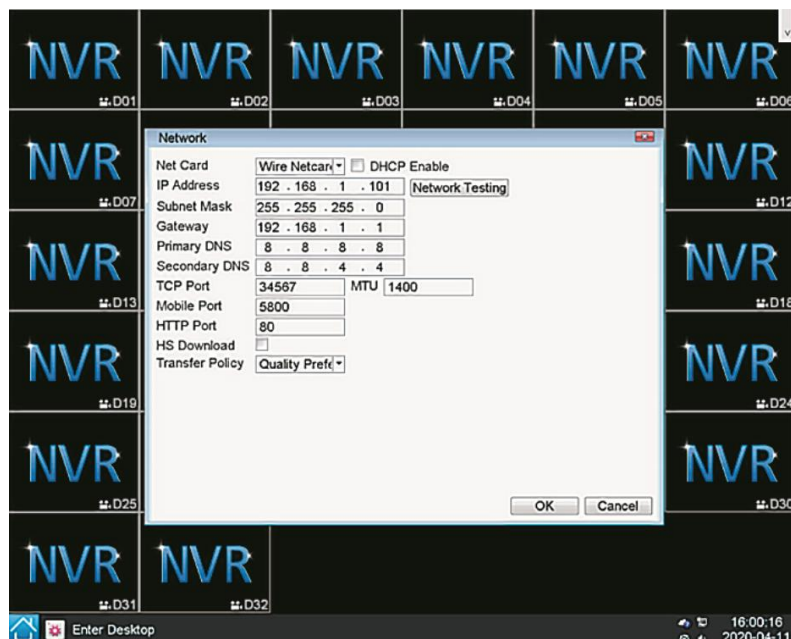 NVR NVR NVR NVR NVR NVR
D01 D02 D03 D04 D05 D06
Network
NVR NVR
D07 D12
Net Card Wire Netcar DHCP Enable
IP Address 192 . 168 . 1 . 101 Network Testing
Subnet Mask 255 . 255 . 255 . 0
Gateway 192 . 168 . 1 . 1
Primary DNS 8 . 8 . 8 . 8
Secondary DNS 8 . 8 . 4 . 4
NVR NVR
D13 D18
TCP Port 34567 MTU 1400
Mobile Port 5800
HTTP Port 80
HS Download
Transfer Policy Quality Prefe
NVR NVR
D19 D24
NVR NVR
D25 D30
OK Cancel
NVR NVR
D31 D32
Enter Desktop
16:00:16
2020-04-11